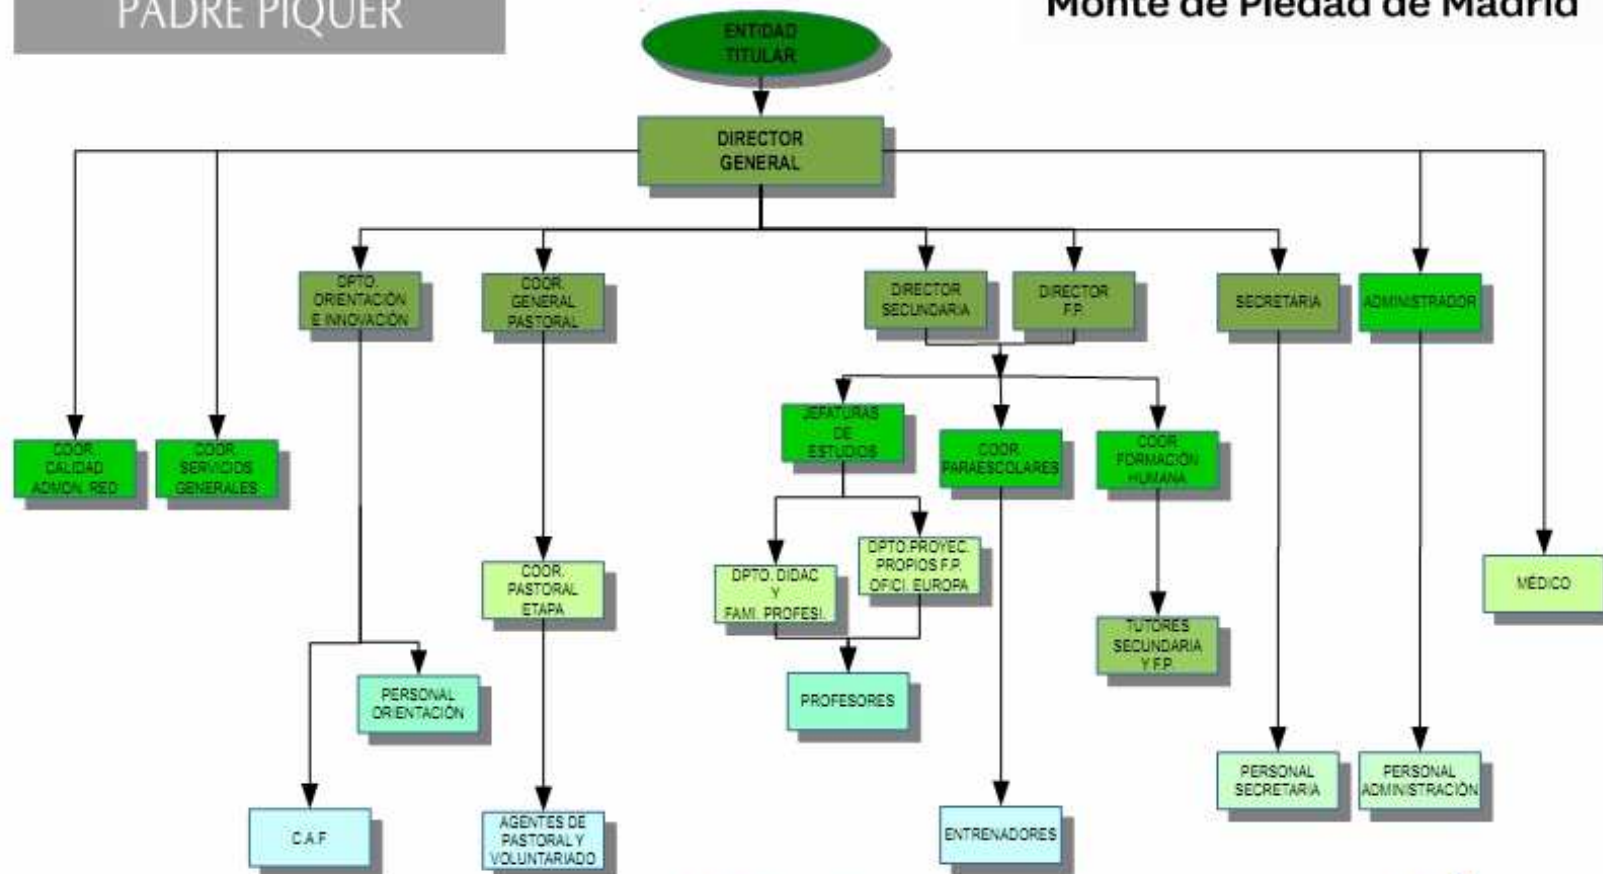 PADRE PIQUER
Monte de Piedad de Madrid
ENTIDAD
TITULAR
DIRECTOR
GENERAL
DPTO.
ORIENTACIÓN
E INNOVACIÓN
COOR.
GENERAL
PASTORAL
DIRECTOR
SECUNDARIA
DIRECTOR
F.P.
SECRETARIA
ADMINISTRADOR
COOR.
CALIDAD
ADMON. RED
COOR.
SERVICIOS
GENERALES
JEFATURAS
DE
ESTUDIOS
COOR.
PARAESCOLARES
COOR.
FORMACIÓN
HUMANA
COOR.
PASTORAL
ETAPA
DPTO. DIDAC
Y
FAMI. PROFESI.
DPTO.PROYEC.
PROPIOS F.P.
OFICI. EUROPA
MÉDICO
TUTORES
SECUNDARIA
Y F.P.
PERSONAL
ORIENTACIÓN
PROFESORES
PERSONAL
SECRETARIA
PERSONAL
ADMINISTRACIÓN
C.A.F
AGENTES DE
PASTORAL Y
VOLUNTARIADO
ENTRENADORES